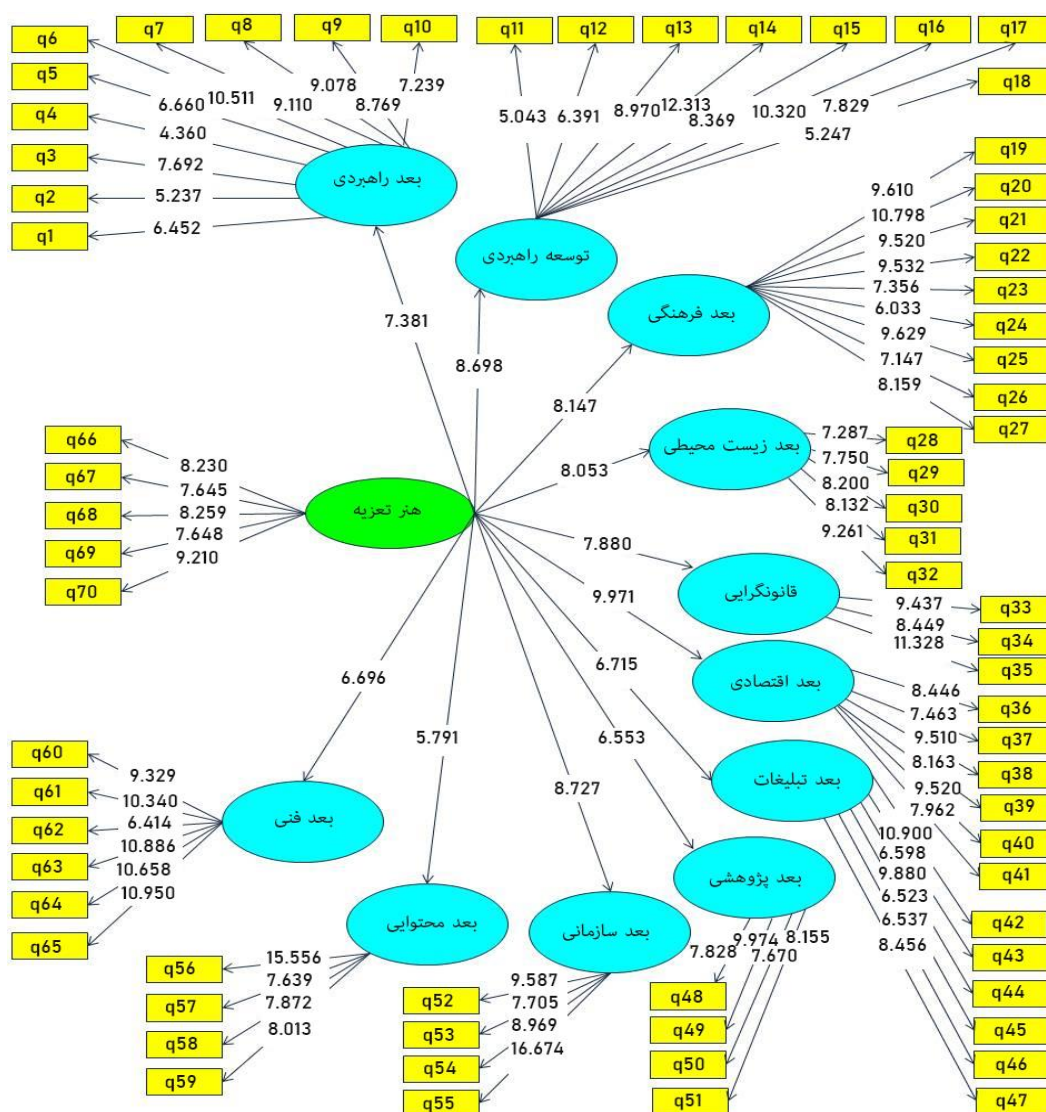 q6
q7
q8
q9
q10
q11
q12
q13
q14
q15
q16
q17
q18
q5
q4
q3
q2
q1
6.660
10.511
9.110
9.078
8.769
7.239
4.360
7.692
5.237
6.452
بعد راهبردی
5.043
6.391
8.970
12.313
8.369
10.320
7.829
5.247
توسعه راهبردی
q19
q20
q21
q22
q23
q24
q25
q26
q27
9.610
10.798
9.520
9.532
7.356
6.033
9.629
7.147
8.159
بعد فرهنگی
7.381
8.698
8.147
8.053
7.880
9.971
6.715
6.553
8.727
5.791
6.696
q66
q67
q68
q69
q70
8.230
7.645
8.259
7.648
9.210
هنر تعزیه
بعد زیست محیطی
7.287
7.750
8.200
8.132
9.261
q28
q29
q30
q31
q32
قانونگرایی
9.437
8.449
11.328
q33
q34
q35
بعد اقتصادی
8.446
7.463
9.510
8.163
9.520
7.962
q36
q37
q38
q39
q40
q41
بعد تبلیغات
10.900
6.598
9.880
6.523
6.537
8.456
q42
q43
q44
q45
q46
q47
بعد پژوهشی
7.828
9.974
7.670
8.155
q48
q49
q50
q51
بعد سازمانی
9.587
7.705
8.969
16.674
q52
q53
q54
q55
بعد محتوایی
15.556
7.639
7.872
8.013
q56
q57
q58
q59
بعد فنی
9.329
10.340
6.414
10.886
10.658
10.950
q60
q61
q62
q63
q64
q65